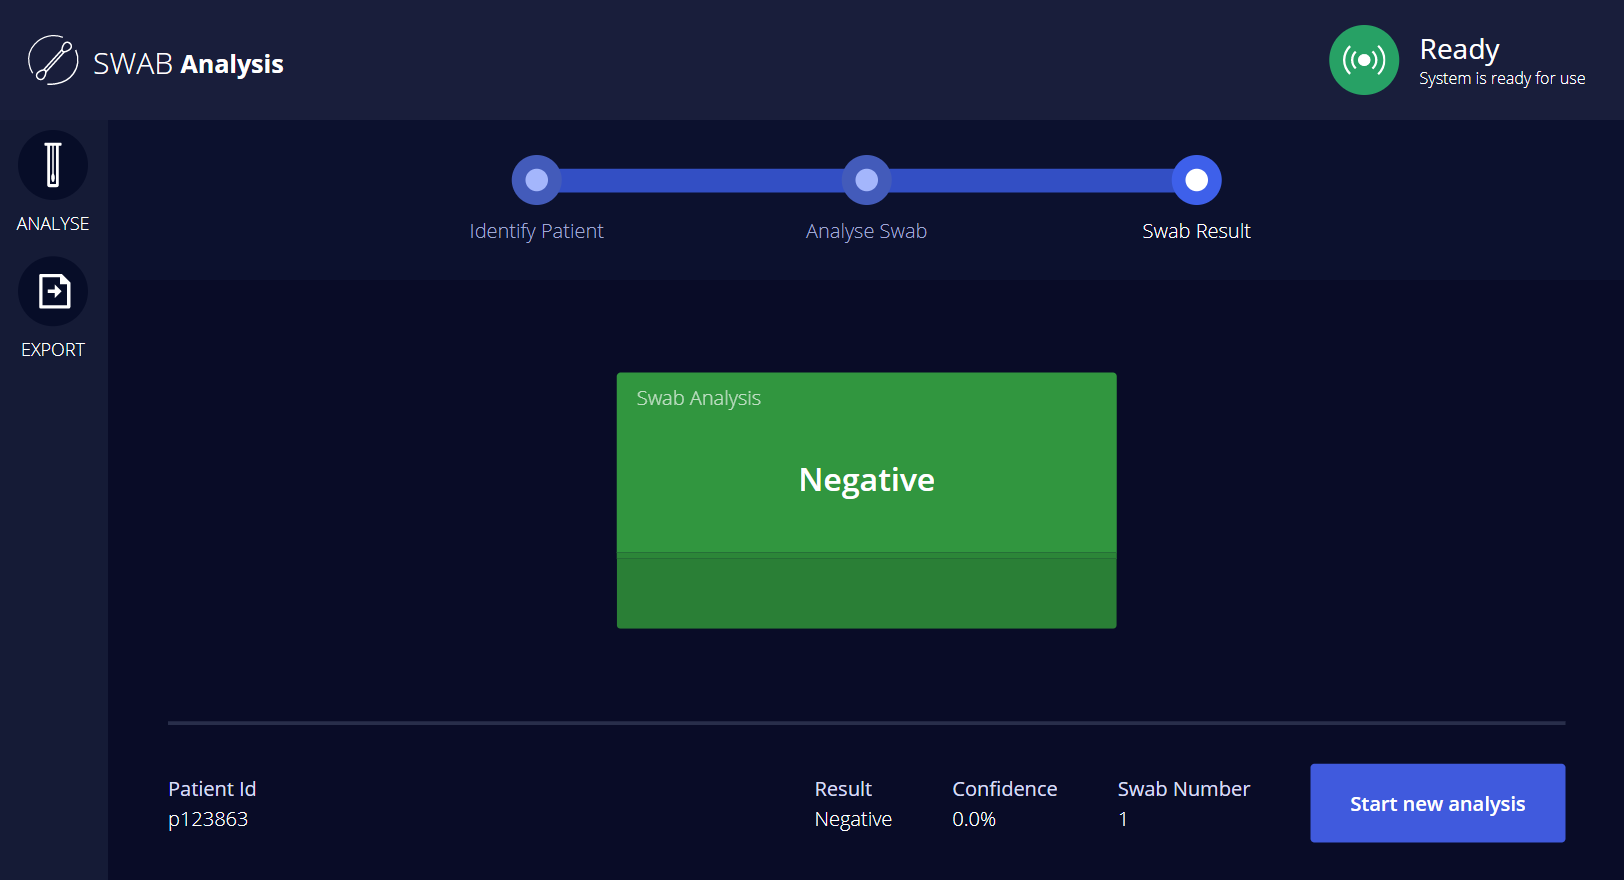 SWAB Analysis
Ready
System is ready for use
ANALYSE
EXPORT
Identify Patient
Analyse Swab
Swab Result
Swab Analysis
Negative
Patient Id
p123863
Result
Negative
Confidence
0.0%
Swab Number
1
Start new analysis